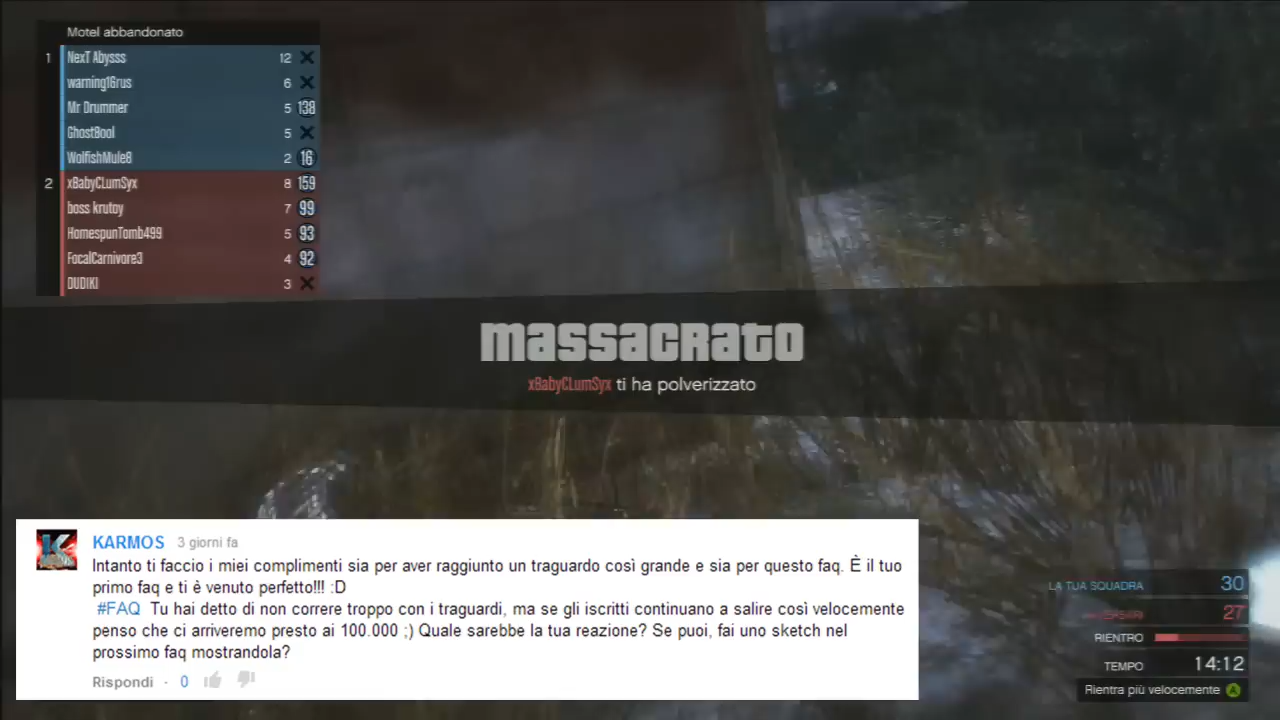 Motel abbandonato
1 NexT Abysss 12
warning16rus 6
Mr Drummer 5 138
GhostBool 5
WolfishMule8 2 16
2 xBabyCLumSyx 8 159
boss krutoy 7 99
HomespunTomb499 5 93
FocalCarnivore3 4 92
DUDIKI 3
massacrato
xBabyCLumSyx ti ha polverizzato
KARMOS 3 giorni fa
Intanto ti faccio i miei complimenti sia per aver raggiunto un traguardo così grande e sia per questo faq. È il tuo
primo faq e ti è venuto perfetto!!! :D
#FAQ Tu hai detto di non correre troppo con i traguardi, ma se gli iscritti continuano a salire così velocemente
penso che ci arriveremo presto ai 100.000 ;) Quale sarebbe la tua reazione? Se puoi, fai uno sketch nel
prossimo faq mostrandola?
Rispondi · 0
LA TUA SQUADRA 30
27
RIENTRO
TEMPO 14:12
Rientra più velocemente A